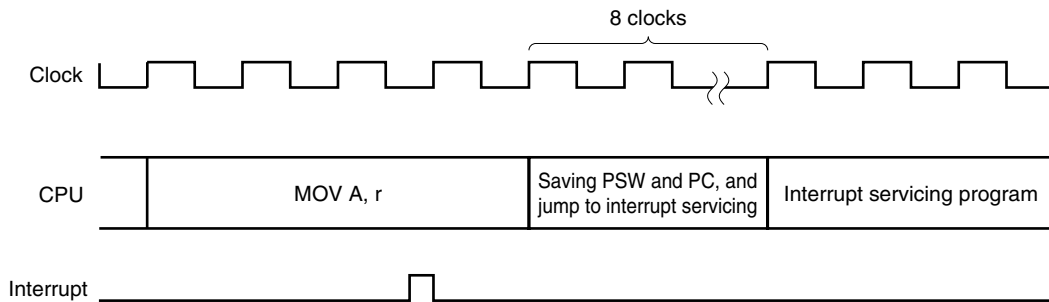 8 clocks
Clock
CPU
MOV A, r
Saving PSW and PC, and
jump to interrupt servicing
Interrupt servicing program
Interrupt